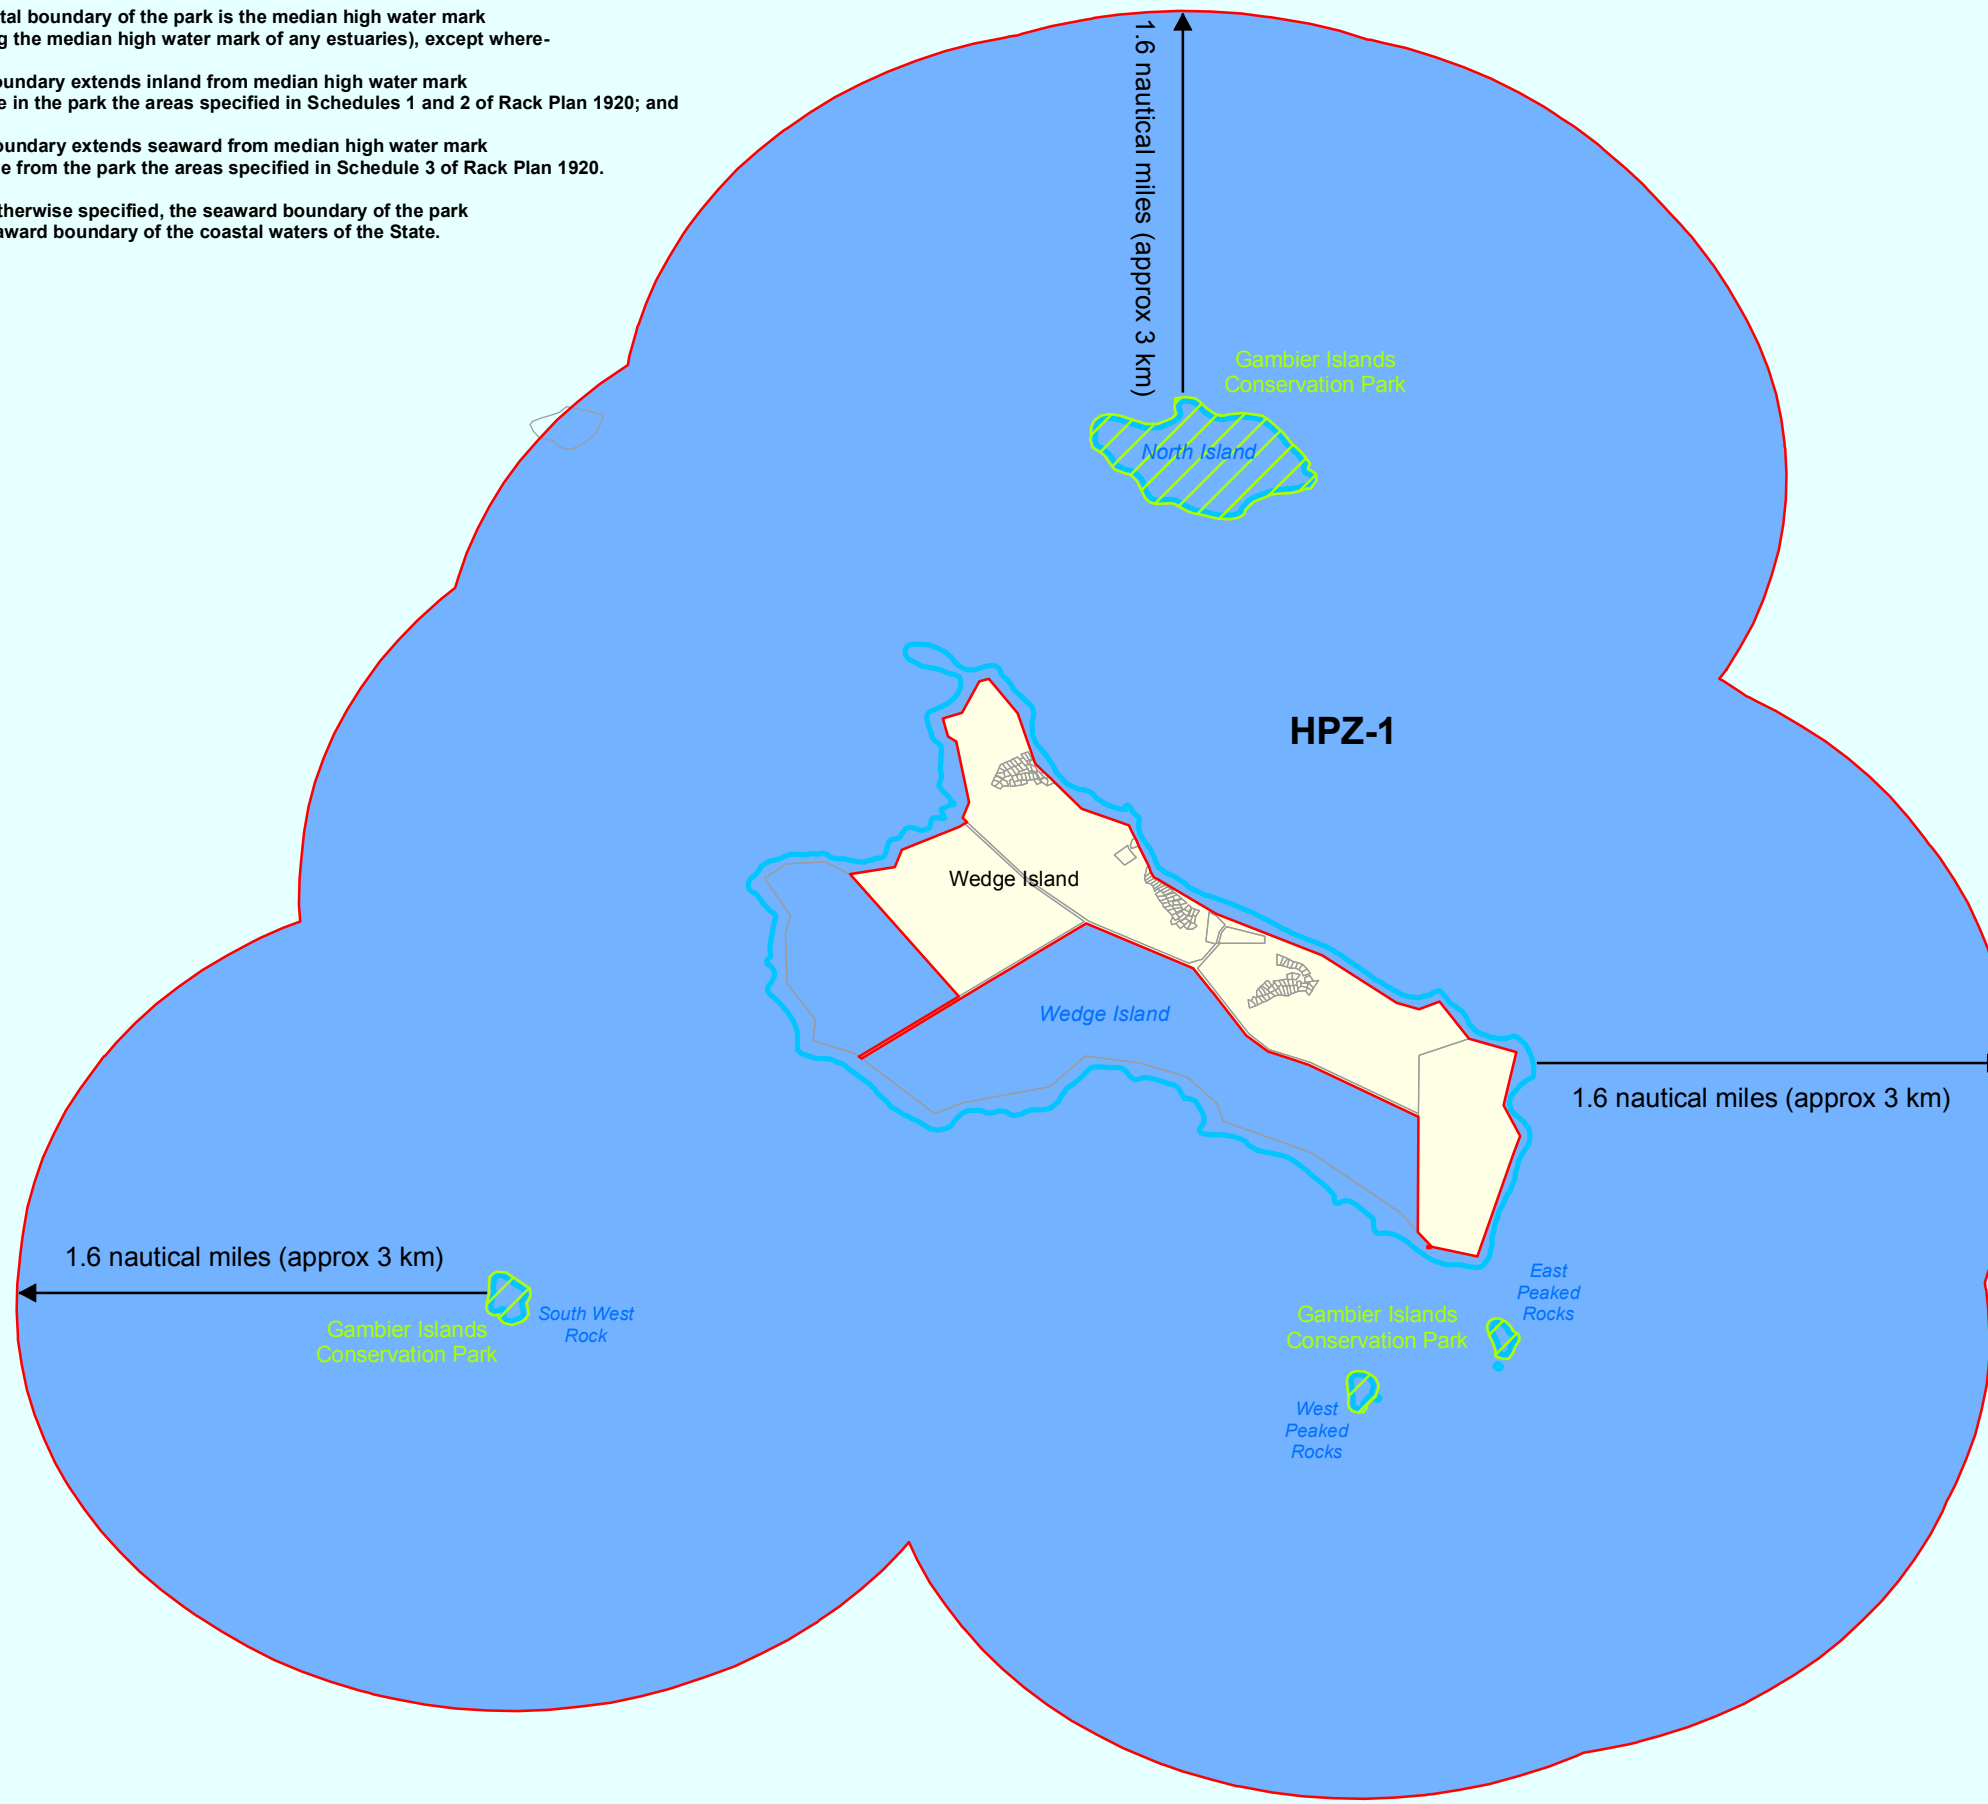 boundary of the park is the median high water mark
the median high water mark of any estuaries), except where-
extends inland from median high water mark
in the park the areas specified in Schedules 1 and 2 of Rack Plan 1920; and
extends seaward from median high water mark
from the park the areas specified in Schedule 3 of Rack Plan 1920.
specified, the seaward boundary of the park
boundary of the coastal waters of the State.
1.6 nautical miles (approx 3 km)
Gambier Islands
Conservation Park
North Island
HPZ-1
Wedge Island
Wedge Island
1.6 nautical miles (approx 3 km)
1.6 nautical miles (approx 3 km)
South West
Rock
Gambier Islands
Conservation Park
East
Peaked
Rocks
Gambier Islands
Conservation Park
West
Peaked
Rocks